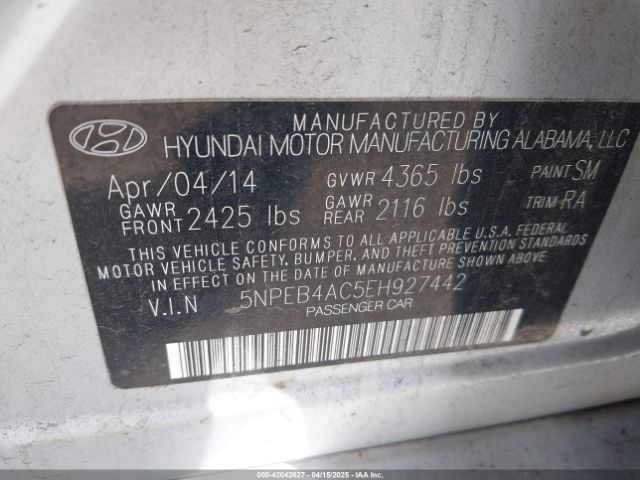 MANUFACTURED BY
HYUNDAI MOTOR MANUFACTURING ALABAMA, LLC
Apr/04/14 GVWR 4365 lbs PAINT SM
GAWR FRONT 2425 lbs GAWR REAR 2116 lbs TRIM RA
THIS VEHICLE CONFORMS TO ALL APPLICABLE U.S.A. FEDERAL
MOTOR VEHICLE SAFETY, BUMPER, AND THEFT PREVENTION STANDARDS
IN EFFECT ON THE DATE OF MANUFACTURE SHOWN ABOVE.
V.I.N 5NPEB4AC5EH927442
PASSENGER CAR
000-42042627 - 04/15/2025 - IAAI.COM